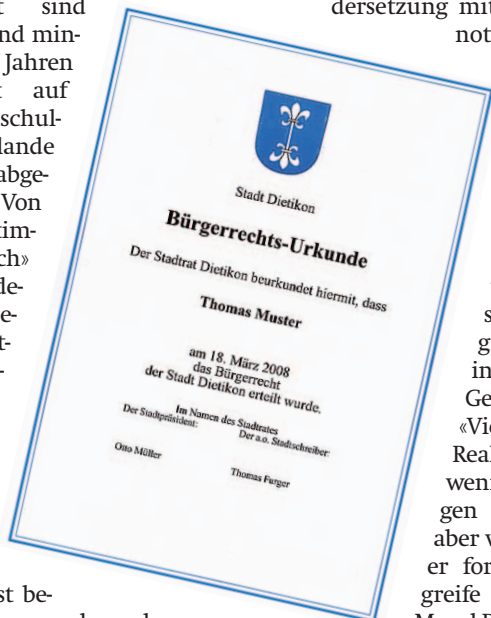 t sind
nd min-
Jahren
t auf
schul-
lande
abge-
Von
tim-
ch»
de-
e-
t-
-
st be-
dersetzung mit
not
Stadt Dietikon
Bürgerrechts-Urkunde
Der Stadtrat Dietikon beurkundet hiermit, dass
Thomas Muster
am 18. März 2008
das Bürgerrecht
der Stadt Dietikon erteilt wurde.
Im Namen des Stadtrates
Der Stadtpräsident: Der a.o. Stadtschreiber:
Otto Müller
Thomas Furger
s
g
in
Ge
«Vie
Real
wenn
gen
aber w
er for
greife